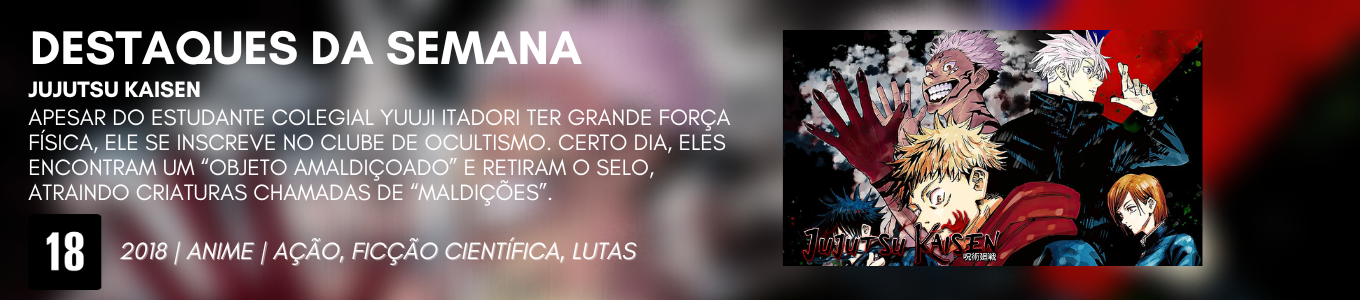 DESTAQUES DA SEMANA
JUJUTSU KAISEN
APESAR DO ESTUDANTE COLEGIAL YUUJI ITADORI TER GRANDE FORÇA
FÍSICA, ELE SE INSCREVE NO CLUBE DE OCULTISMO. CERTO DIA, ELES
ENCONTRAM UM “OBJETO AMALDIÇOADO” E RETIRAM O SELO,
ATRAINDO CRIATURAS CHAMADAS DE “MALDIÇÕES”.
18
2018 | ANIME | AÇÃO, FICÇÃO CIENTÍFICA, LUTAS
JUJUTSU KAISEN
呪術廻戦